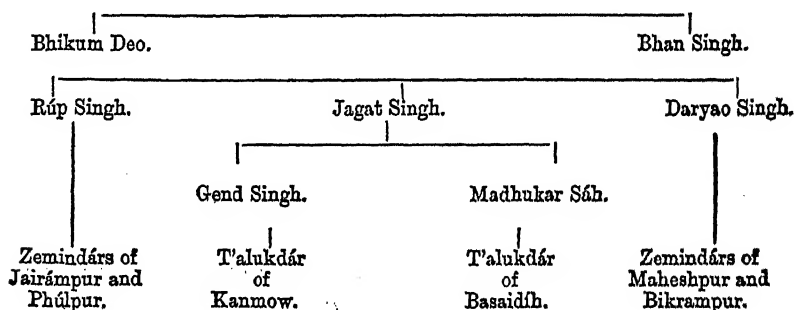 Bhikum Deo. Bhan Singh.
Rúp Singh. Jagat Singh. Daryao Singh.
Gend Singh. Madhukar Sáh.
Zemindárs of
Jairámpur and
Phúlpur.
T'alukdár
of
Kanmow.
T'alukdár
of
Basaidíh.
Zemindárs of
Maheshpur and
Bikrampur.